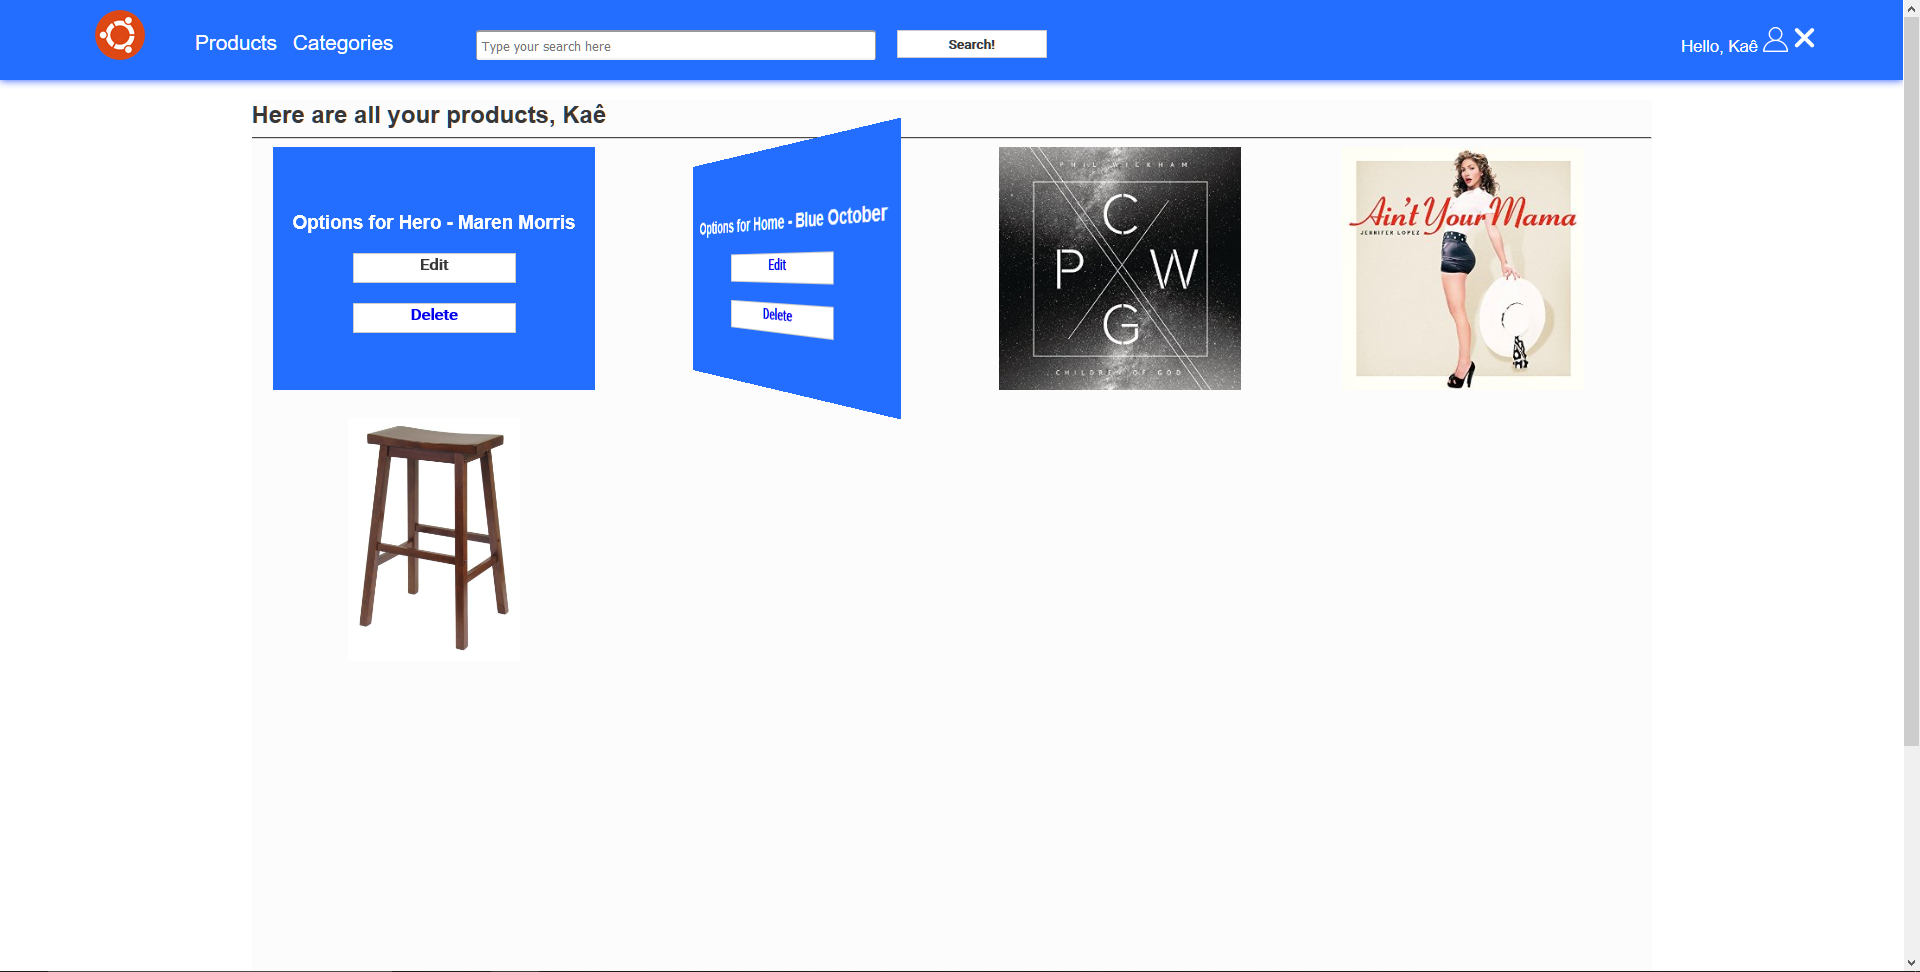 Products Categories
Type your search here
Search!
Hello, Kaê
Here are all your products, Kaê
Options for Hero - Maren Morris
Edit
Delete
Options for Home - Blue October
Edit
Delete
PHIL WICKHAM
C
P W
G
CHILDREN OF GOD
Ain't Your Mama
JENNIFER LOPEZ